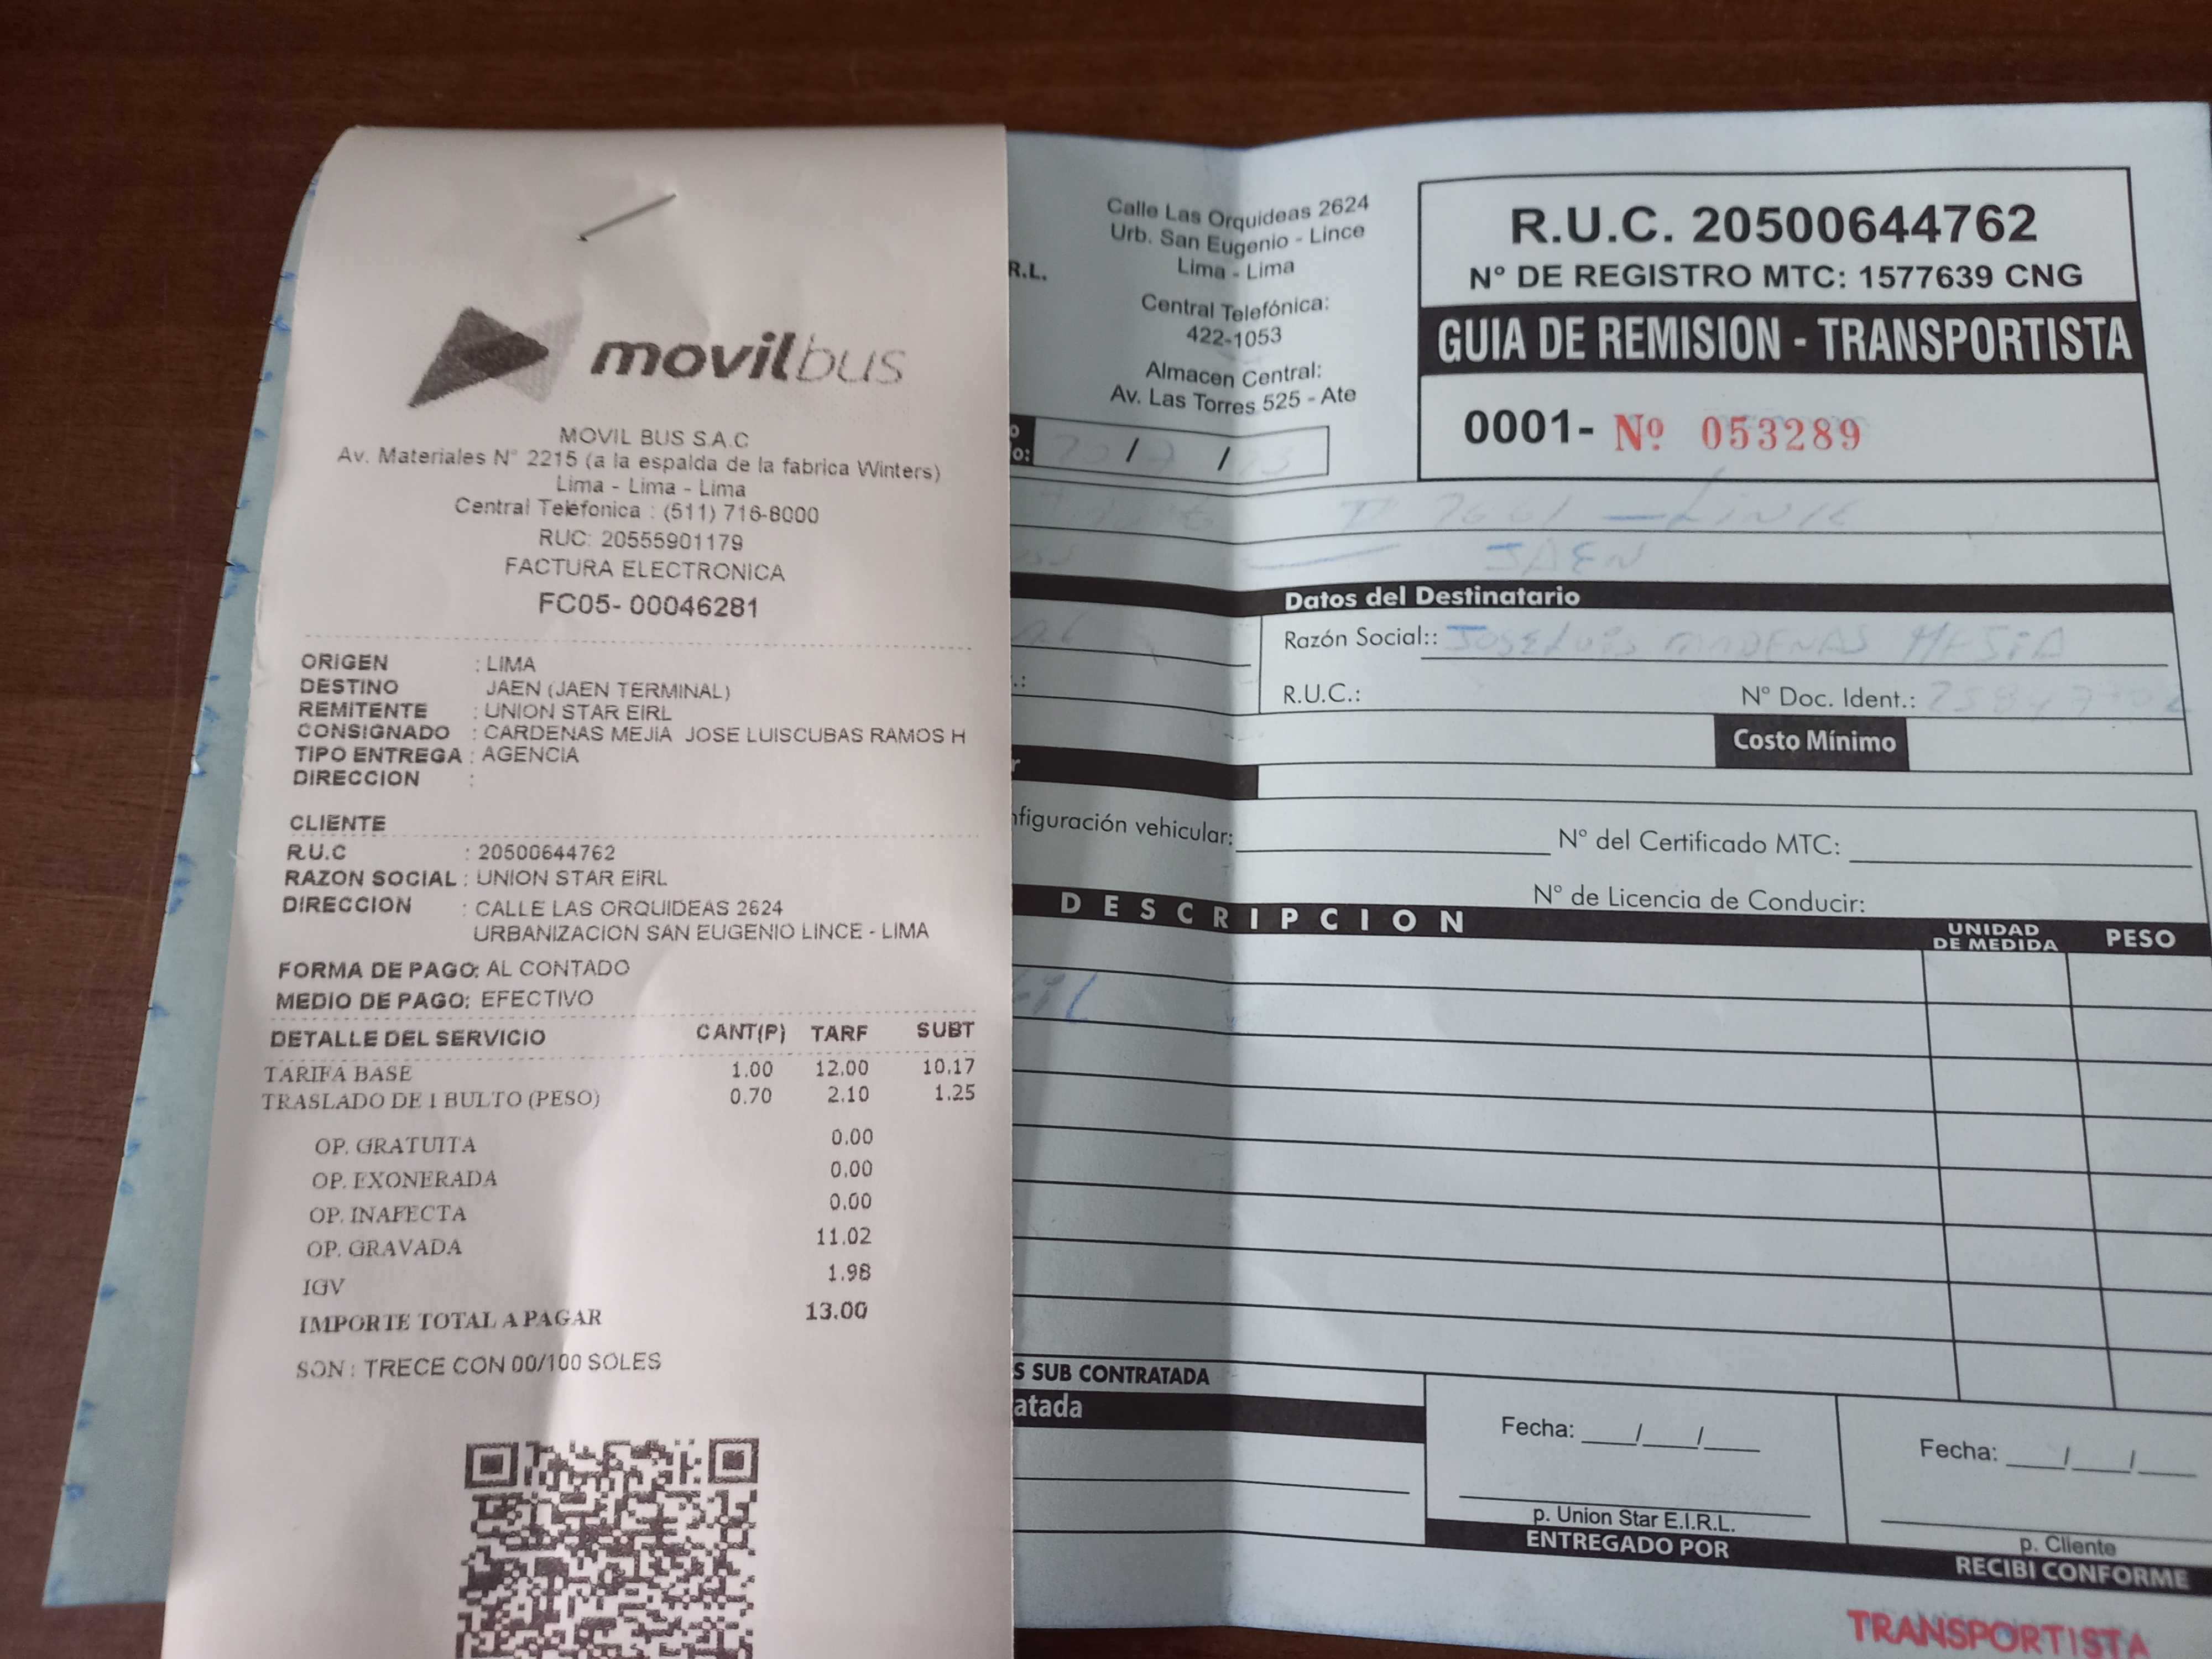 movilbus
MOVIL BUS S.A.C
Av. Materiales N° 2215 (a la espalda de la fabrica Winters)
Lima - Lima - Lima
Central Telefonica : (511) 716-8000
RUC: 20555901179
FACTURA ELECTRONICA
FC05- 00046281
ORIGEN : LIMA
DESTINO JAEN (JAEN TERMINAL)
REMITENTE : UNION STAR EIRL
CONSIGNADO : CARDENAS MEJIA JOSE LUISCUBAS RAMOS H
TIPO ENTREGA : AGENCIA
DIRECCION :
CLIENTE
R.U.C : 20500644762
RAZON SOCIAL : UNION STAR EIRL
DIRECCION : CALLE LAS ORQUIDEAS 2624
URBANIZACION SAN EUGENIO LINCE - LIMA
FORMA DE PAGO: AL CONTADO
MEDIO DE PAGO: EFECTIVO
DETALLE DEL SERVICIO CANT(P) TARF SUBT
TARIFA BASE 1.00 12.00 10.17
TRASLADO DE 1 BULTO (PESO) 0.70 2.10 1.25
OP. GRATUITA 0.00
OP. EXONERADA 0.00
OP. INAFECTA 0.00
OP. GRAVADA 11.02
IGV 1.98
IMPORTE TOTAL A PAGAR 13.00
SON : TRECE CON 00/100 SOLES
R.L.
Calle Las Orquideas 2624
Urb. San Eugenio - Lince
Lima - Lima
Central Telefónica:
422-1053
Almacen Central:
Av. Las Torres 525 - Ate
R.U.C. 20500644762
N° DE REGISTRO MTC: 1577639 CNG
GUIA DE REMISION - TRANSPORTISTA
0001- Nº 053289
o
o: / /
LINCE
JAEN
Datos del Destinatario
Razón Social::
R.U.C.: N° Doc. Ident.:
Costo Mínimo
r
nfiguración vehicular: N° del Certificado MTC:
N° de Licencia de Conducir:
DESCRIPCION UNIDAD DE MEDIDA PESO
S SUB CONTRATADA
atada
Fecha: / /
p. Union Star E.I.R.L.
ENTREGADO POR
Fecha: / /
p. Cliente
RECIBI CONFORME
TRANSPORTISTA